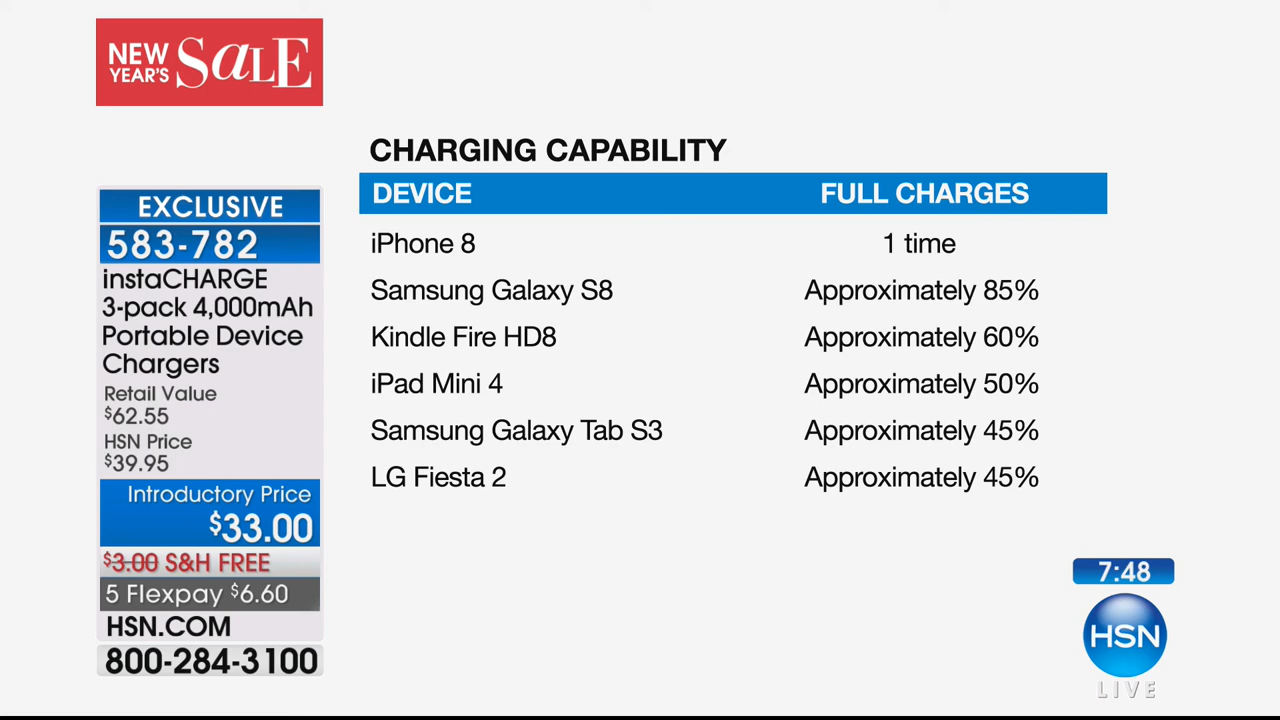 NEW YEAR'S SALE
EXCLUSIVE
583-782
instaCHARGE
3-pack 4,000mAh
Portable Device
Chargers
Retail Value
$62.55
HSN Price
$39.95
Introductory Price
$33.00
$3.00 S&H FREE
5 Flexpay $6.60
HSN.COM
800-284-3100
CHARGING CAPABILITY
DEVICE FULL CHARGES
iPhone 8 1 time
Samsung Galaxy S8 Approximately 85%
Kindle Fire HD8 Approximately 60%
iPad Mini 4 Approximately 50%
Samsung Galaxy Tab S3 Approximately 45%
LG Fiesta 2 Approximately 45%
7:48
HSN
LIVE